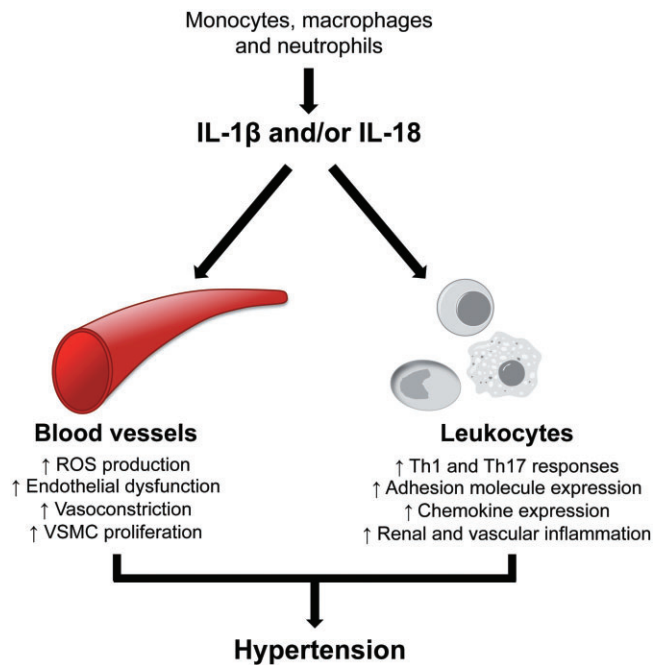 Monocytes, macrophages
and neutrophils
IL-1β and/or IL-18
Blood vessels
↑ ROS production
↑ Endothelial dysfunction
↑ Vasoconstriction
↑ VSMC proliferation
Leukocytes
↑ Th1 and Th17 responses
↑ Adhesion molecule expression
↑ Chemokine expression
↑ Renal and vascular inflammation
Hypertension